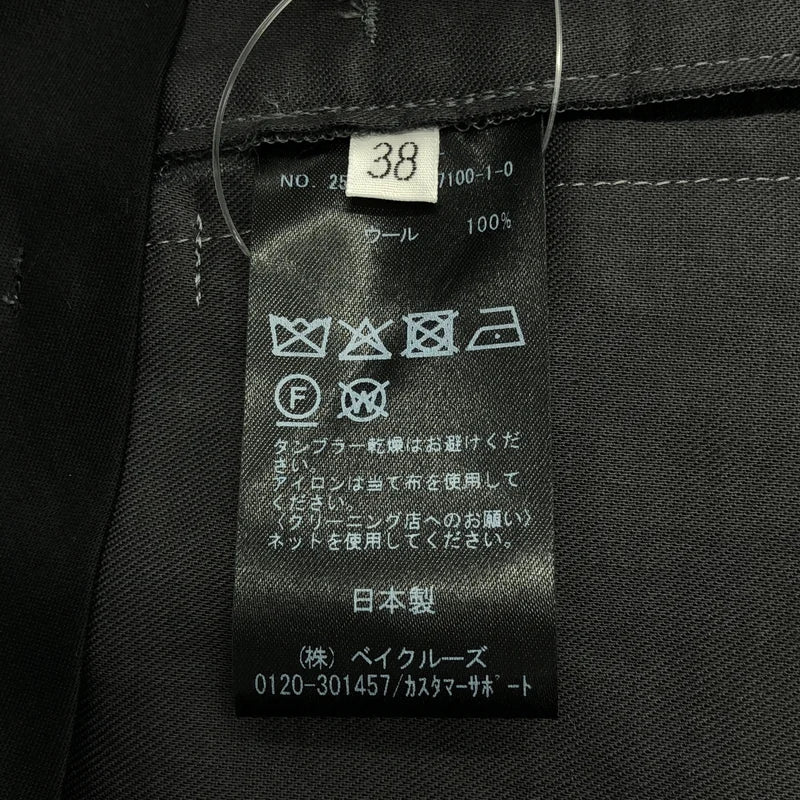 38
NO. 25 7100-1-0
ウール 100%
F
W
タンブラー乾燥はお避けくだ
さい。
アイロンは当て布を使用して
ください。
〈クリーニング店へのお願い〉
ネットを使用してください。
日本製
(株) ベイクルーズ
0120-301457/カスタマーサポート